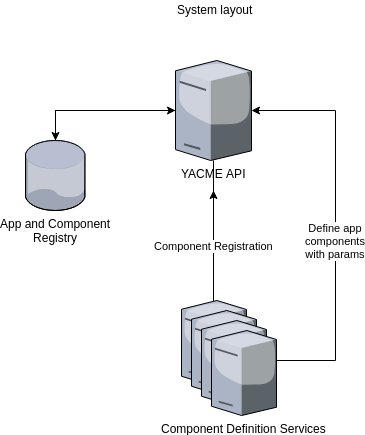 System layout
YACME API
App and Component
Registry
Define app
components
with params
Component Registration
Component Definition Services